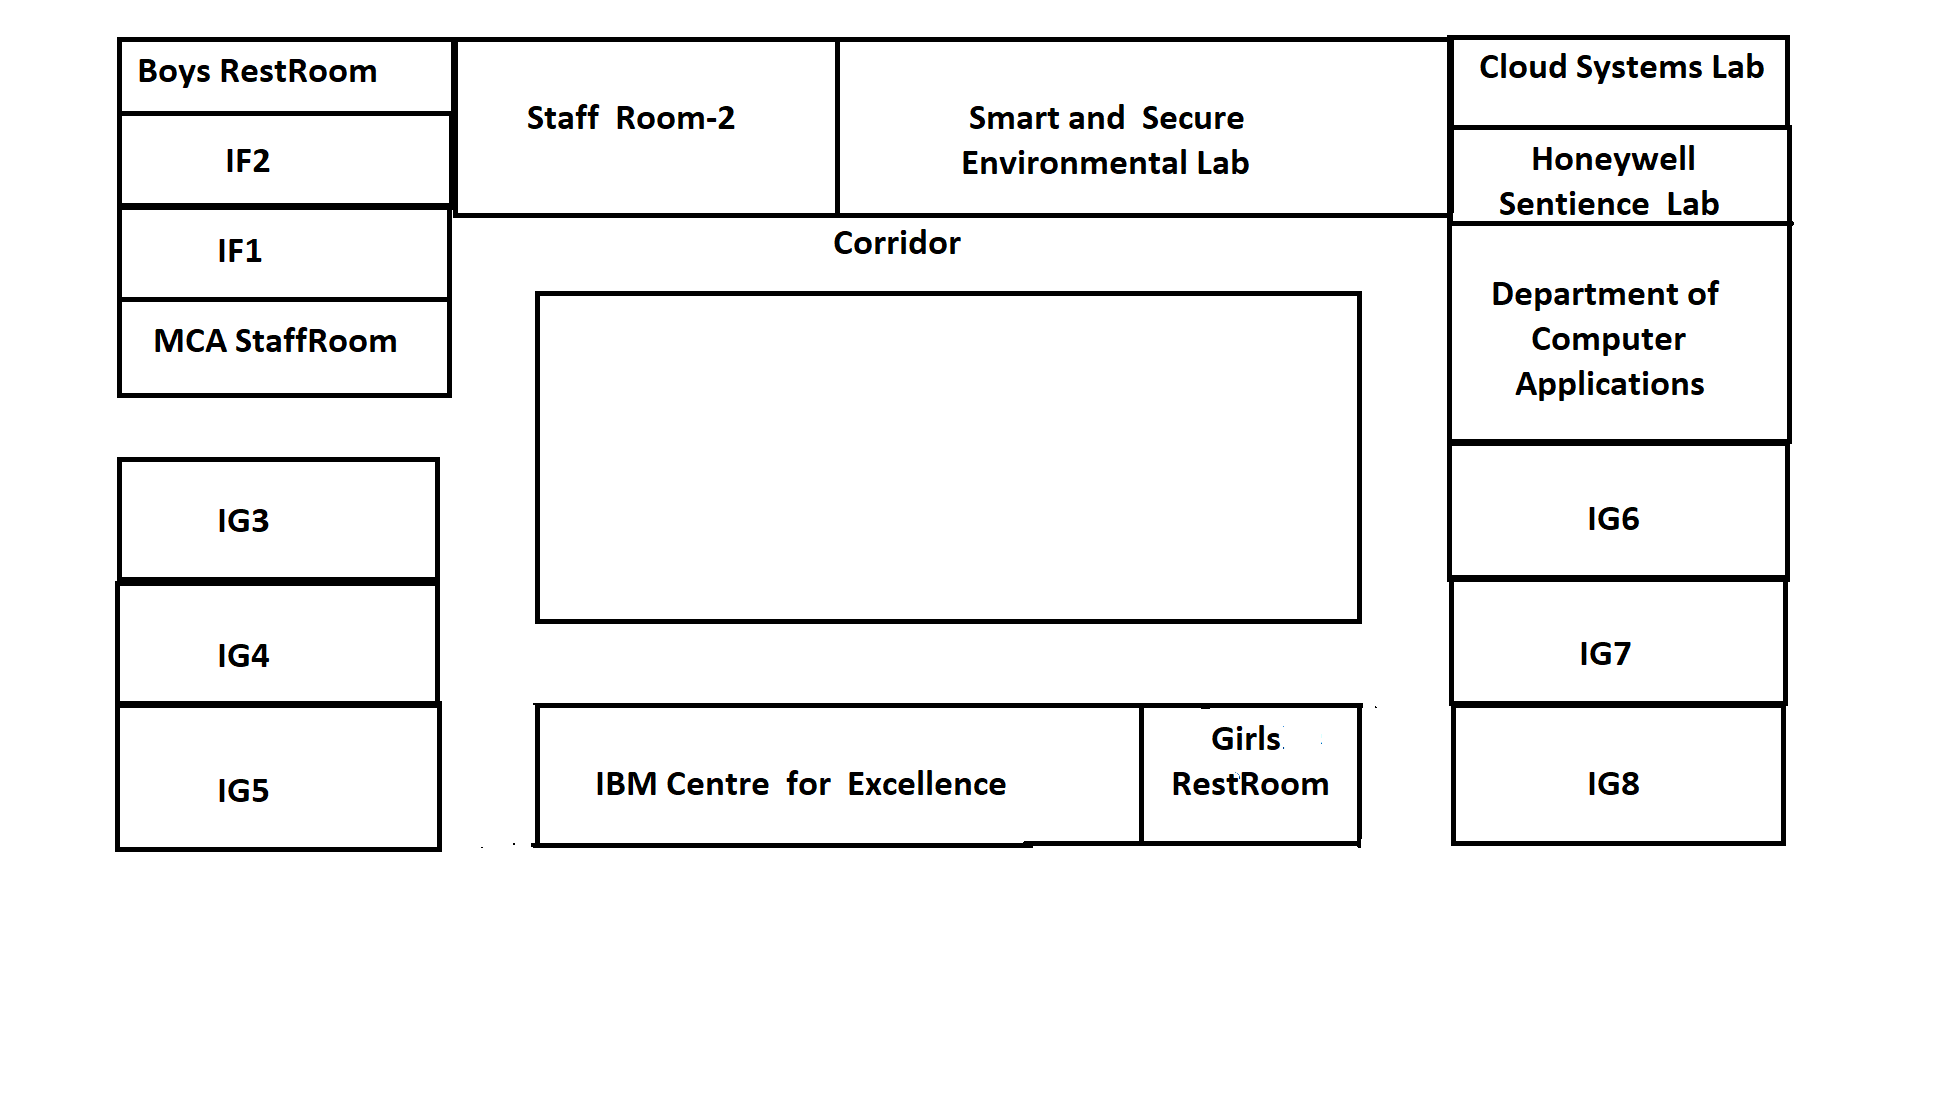 Boys RestRoom
IF2
IF1
MCA StaffRoom
IG3
IG4
IG5
Staff Room-2
Smart and Secure
Environmental Lab
Corridor
IBM Centre for Excellence
Girls
RestRoom
Cloud Systems Lab
Honeywell
Sentience Lab
Department of
Computer
Applications
IG6
IG7
IG8